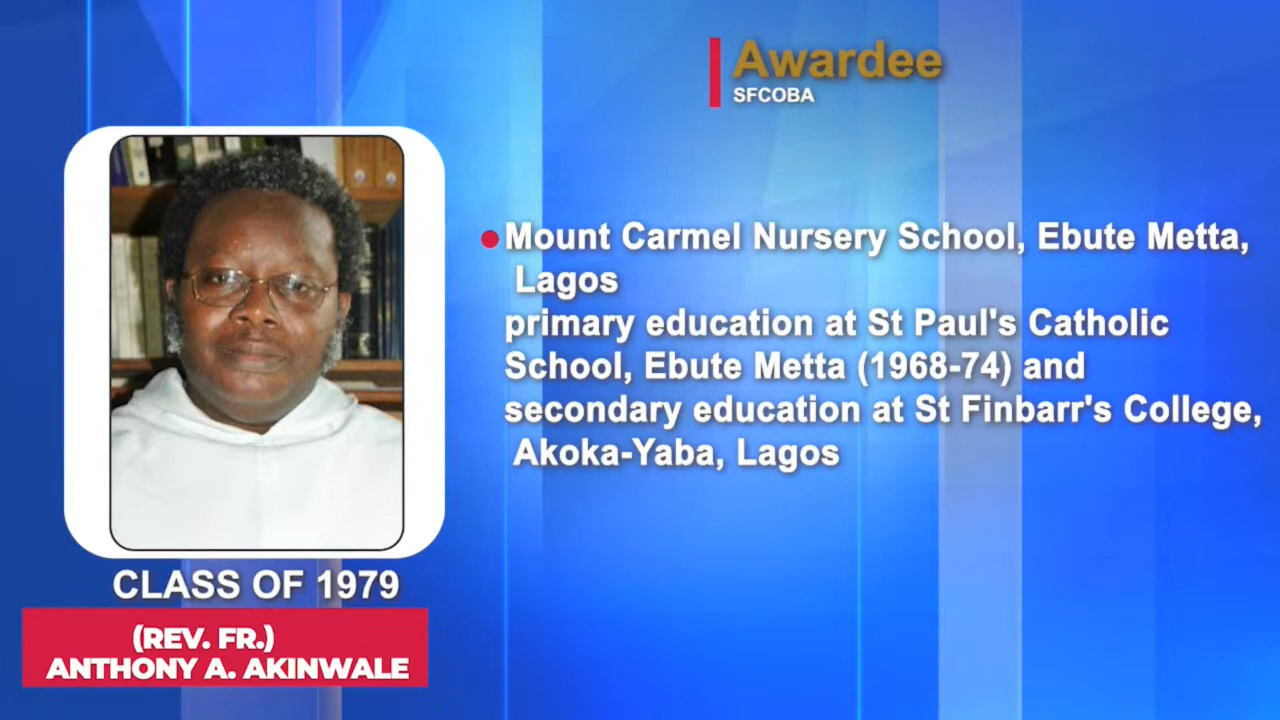 Awardee
SFCOBA
Mount Carmel Nursery School, Ebute Metta,
Lagos
primary education at St Paul's Catholic
School, Ebute Metta (1968-74) and
secondary education at St Finbarr's College,
Akoka-Yaba, Lagos
CLASS OF 1979
(REV. FR.)
ANTHONY A. AKINWALE